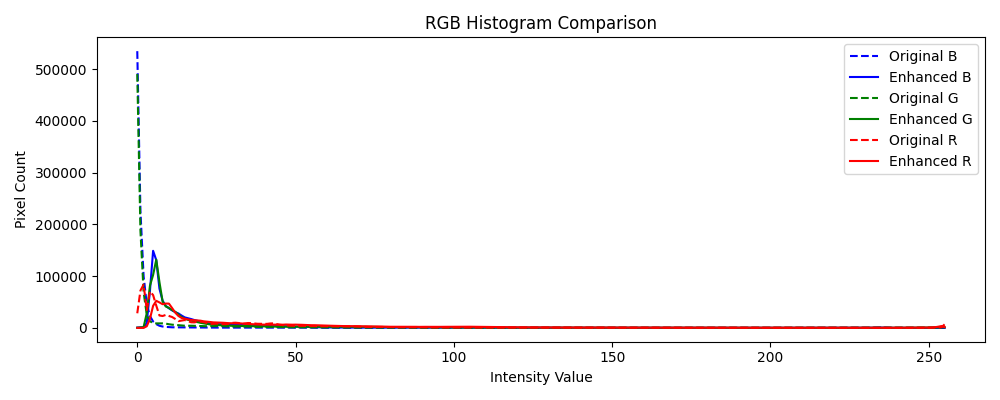 RGB Histogram Comparison
Original B
Enhanced B
Original G
Enhanced G
Original R
Enhanced R
Pixel Count
500000
400000
300000
200000
100000
0
0 50 100 150 200 250
Intensity Value